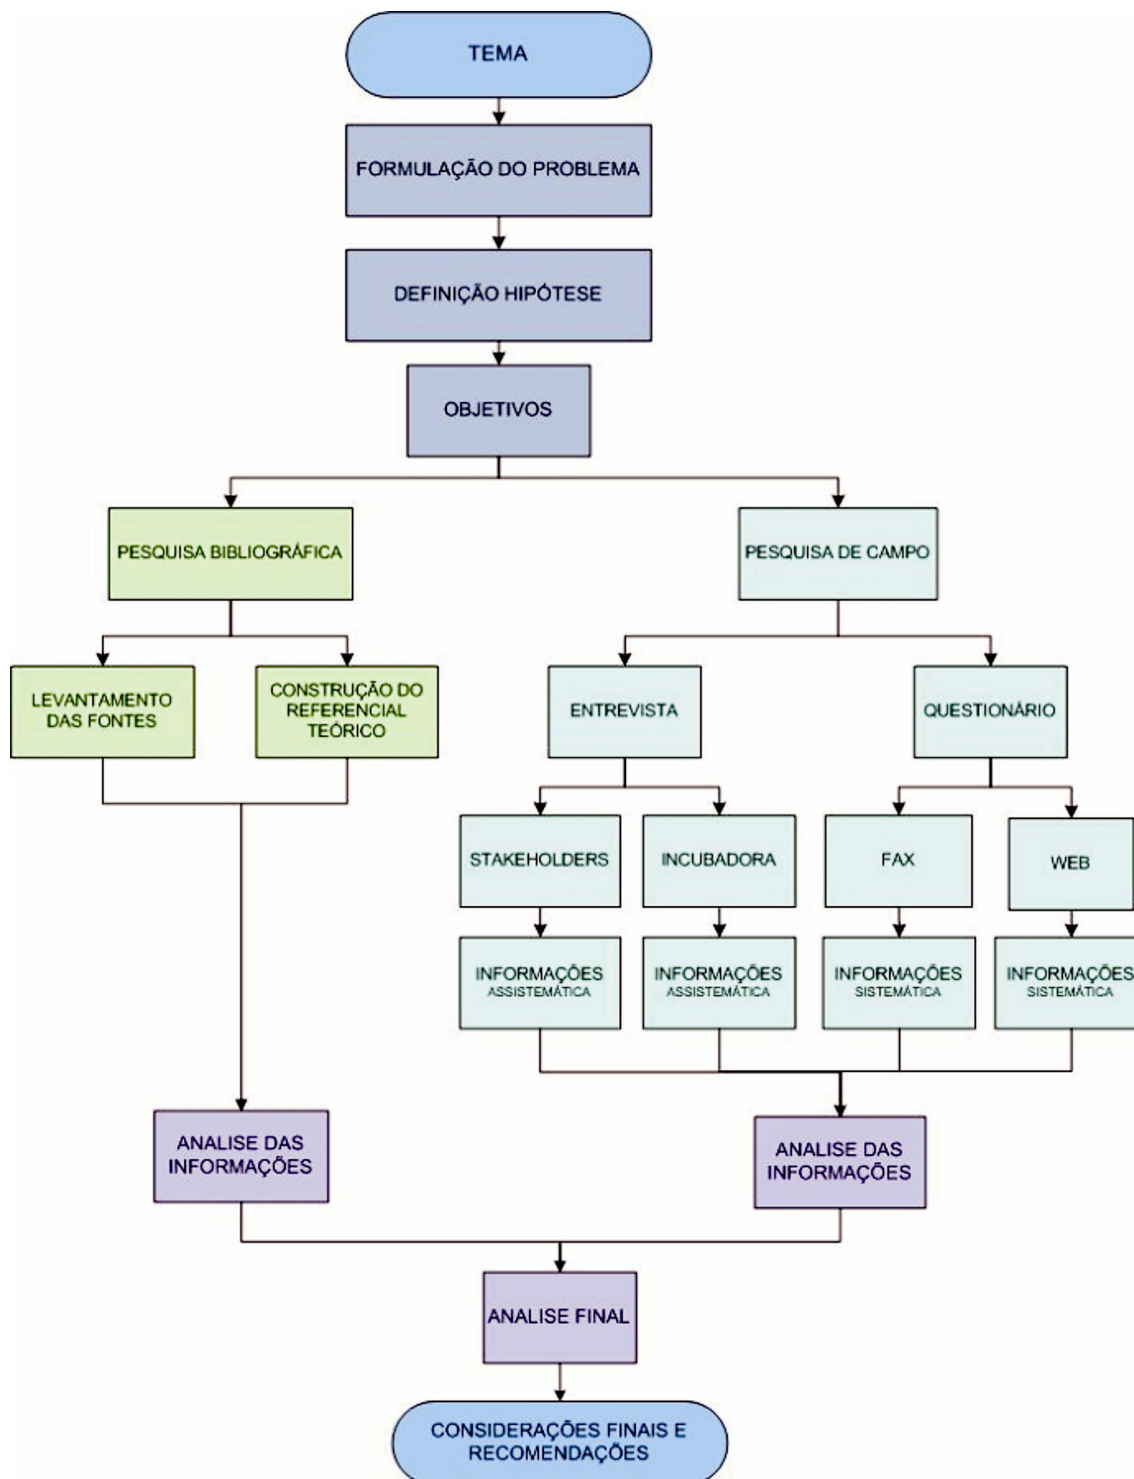 TEMA
FORMULAÇÃO DO PROBLEMA
DEFINIÇÃO HIPÓTESE
OBJETIVOS
PESQUISA BIBLIOGRÁFICA
PESQUISA DE CAMPO
LEVANTAMENTO
DAS FONTES
CONSTRUÇÃO DO
REFERENCIAL
TEÓRICO
ENTREVISTA
QUESTIONÁRIO
STAKEHOLDERS
INCUBADORA
FAX
WEB
INFORMAÇÕES
ASSISTEMÁTICA
INFORMAÇÕES
ASSISTEMÁTICA
INFORMAÇÕES
SISTEMÁTICA
INFORMAÇÕES
SISTEMÁTICA
ANALISE DAS
INFORMAÇÕES
ANALISE DAS
INFORMAÇÕES
ANALISE FINAL
CONSIDERAÇÕES FINAIS E
RECOMENDAÇÕES